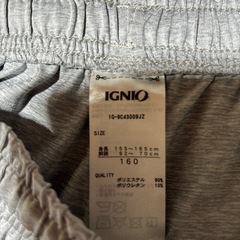 IGNIO
IG-9C43009JZ
SIZE
身長 155～165cm
胴囲 62～ 70cm
160
QUALITY
ポリエステル 90%
ポリウレタン 10%